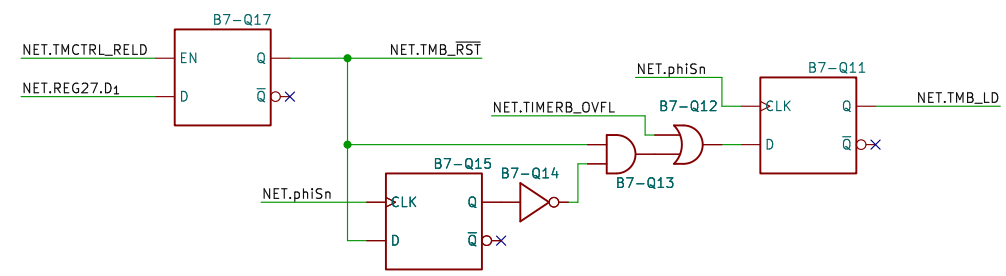 B7-Q17
NET.TMCTRL_RELD
EN
Q
NET.TMB_R̅S̅T̅
NET.REG27.D₁
D
Q̅
NET.phiSn
B7-Q11
NET.TIMERB_OVFL
B7-Q12
CLK
Q
NET.TMB_LD
D
Q̅
B7-Q13
B7-Q15
B7-Q14
NET.phiSn
CLK
Q
D
Q̅